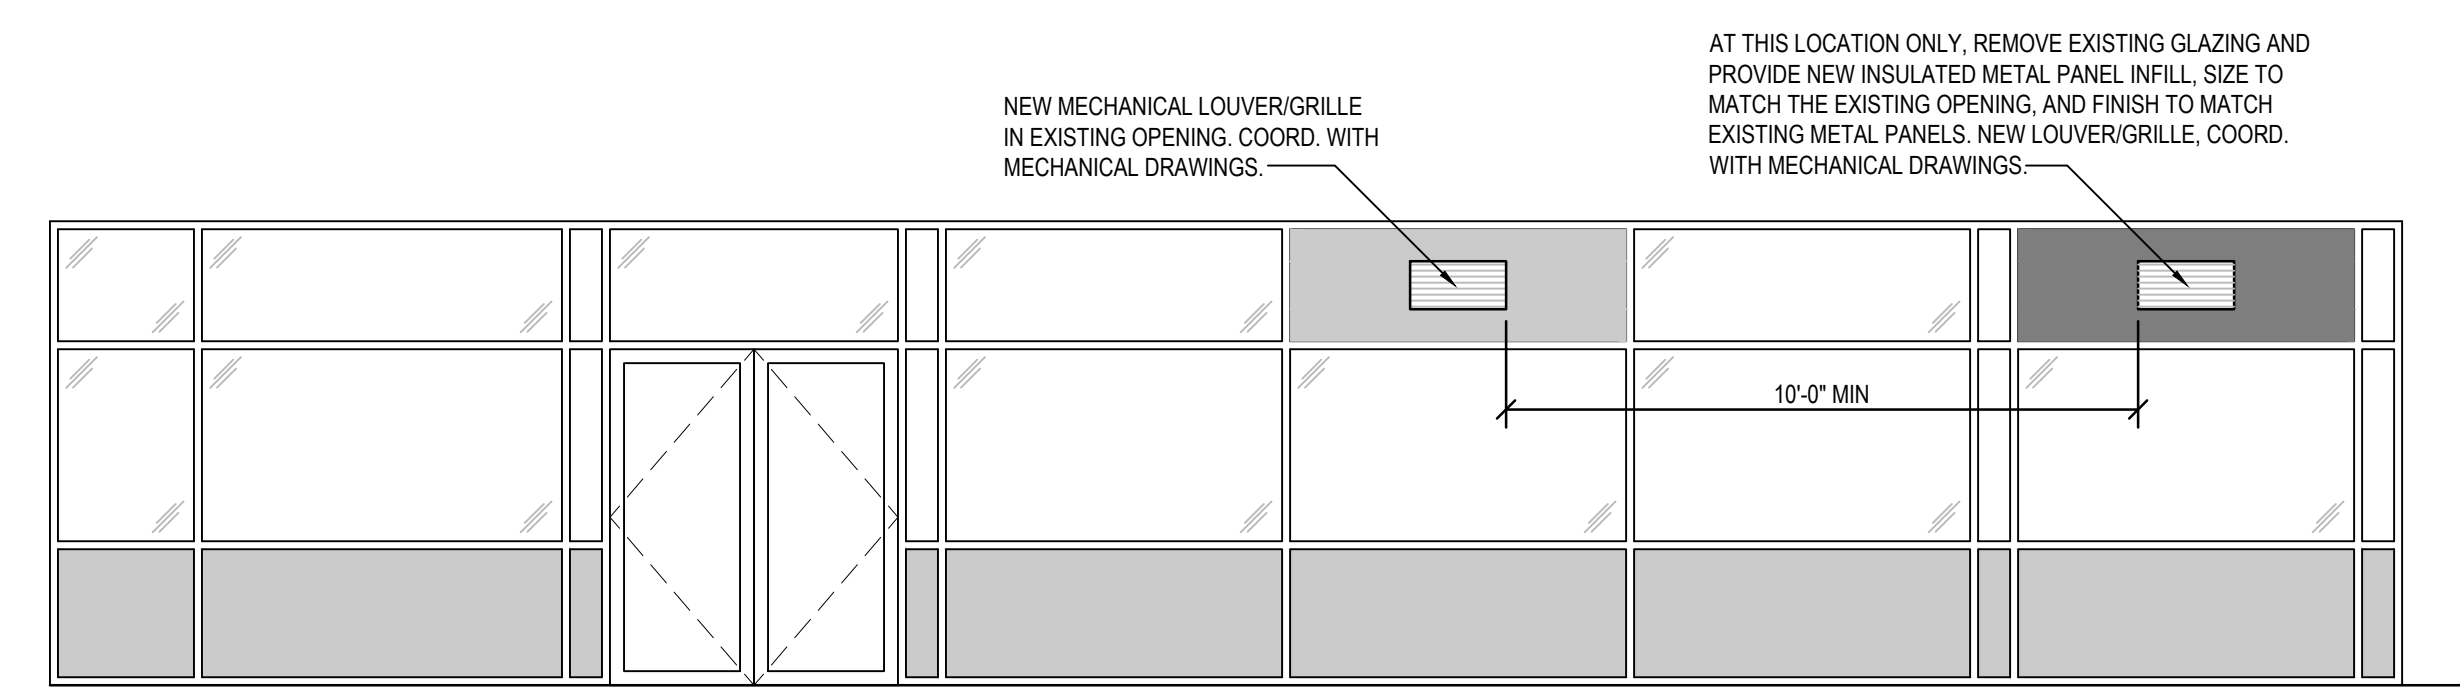 AT THIS LOCATION ONLY, REMOVE EXISTING GLAZING AND
PROVIDE NEW INSULATED METAL PANEL INFILL, SIZE TO
MATCH THE EXISTING OPENING, AND FINISH TO MATCH
EXISTING METAL PANELS. NEW LOUVER/GRILLE, COORD.
WITH MECHANICAL DRAWINGS.
NEW MECHANICAL LOUVER/GRILLE
IN EXISTING OPENING. COORD. WITH
MECHANICAL DRAWINGS.
10'-0" MIN